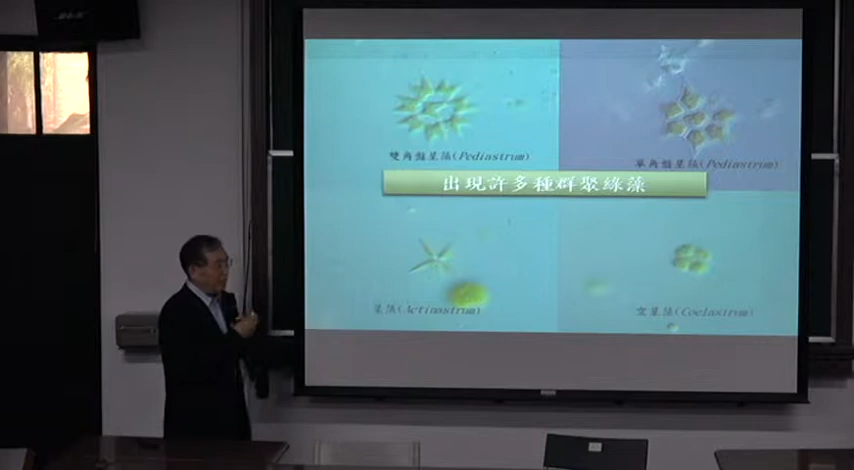 雙角盤星藻(Pediastrum)
單角盤星藻(Pediastrum)
出現許多種群聚綠藻
星藻(Actinastrum)
空星藻(Coelastrum)